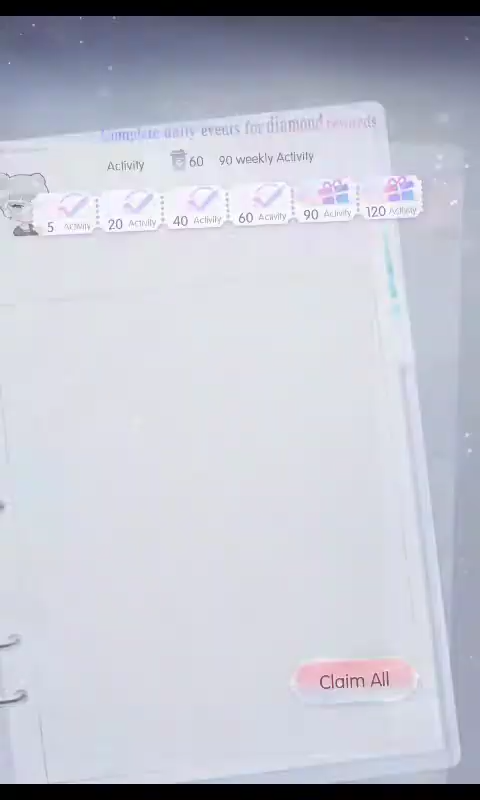 Complete daily events for diamond rewards
Activity 60 90 weekly Activity
5 Activity 20 Activity 40 Activity 60 Activity 90 Activity 120 Activity
Claim All